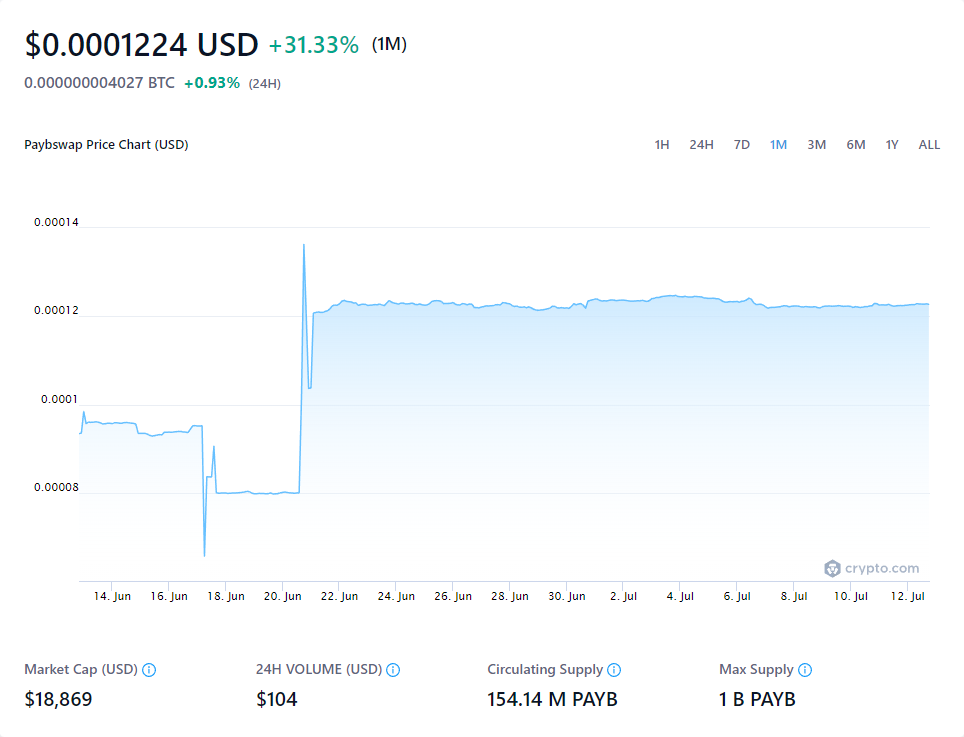 $0.0001224 USD +31.33% (1M)
0.000000004027 BTC +0.93% (24H)
Paybswap Price Chart (USD) 1H 24H 7D 1M 3M 6M 1Y ALL
0.00014
0.00012
0.0001
0.00008
crypto.com
14. Jun 16. Jun 18. Jun 20. Jun 22. Jun 24. Jun 26. Jun 28. Jun 30. Jun 2. Jul 4. Jul 6. Jul 8. Jul 10. Jul 12. Jul
Market Cap (USD) 24H VOLUME (USD) Circulating Supply Max Supply
$18,869 $104 154.14 M PAYB 1 B PAYB